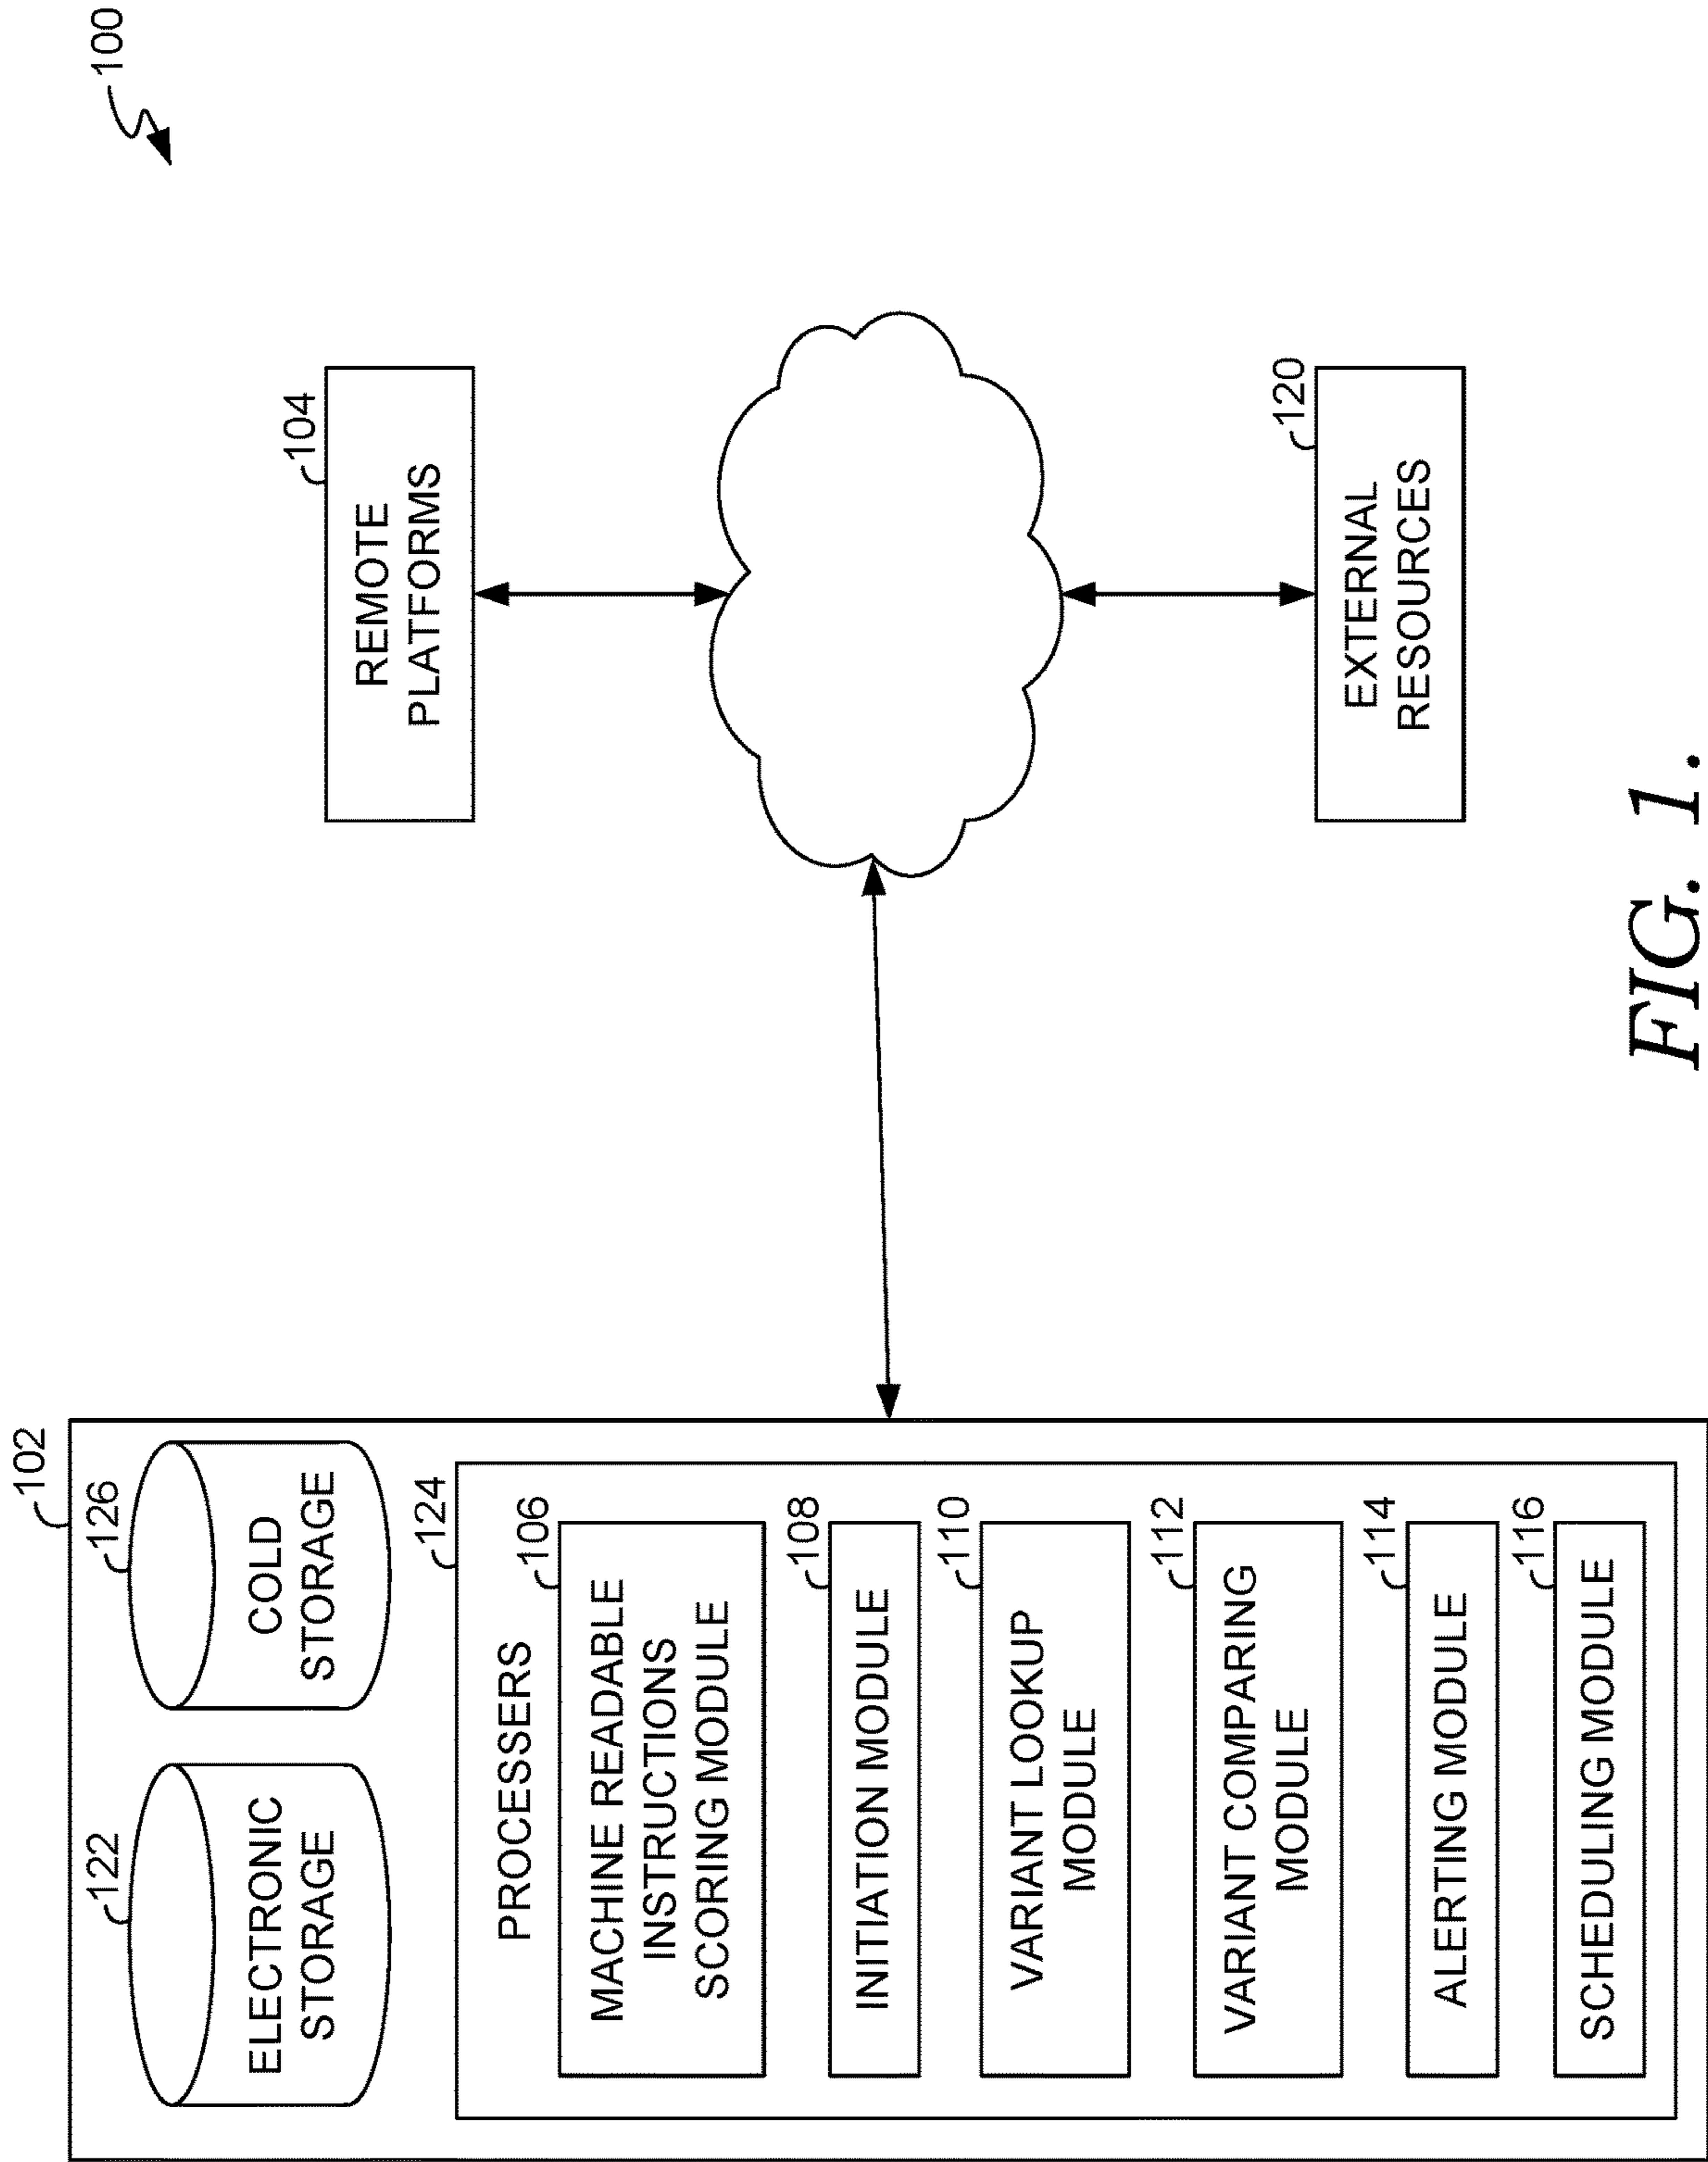 100
102
122
ELECTRONIC
STORAGE
126
COLD
STORAGE
124
PROCESSERS
106
MACHINE READABLE
INSTRUCTIONS
SCORING MODULE
108
INITIATION MODULE
110
VARIANT LOOKUP
MODULE
112
VARIANT COMPARING
MODULE
114
ALERTING MODULE
116
SCHEDULING MODULE
104
REMOTE
PLATFORMS
120
EXTERNAL
RESOURCES
FIG. 1.